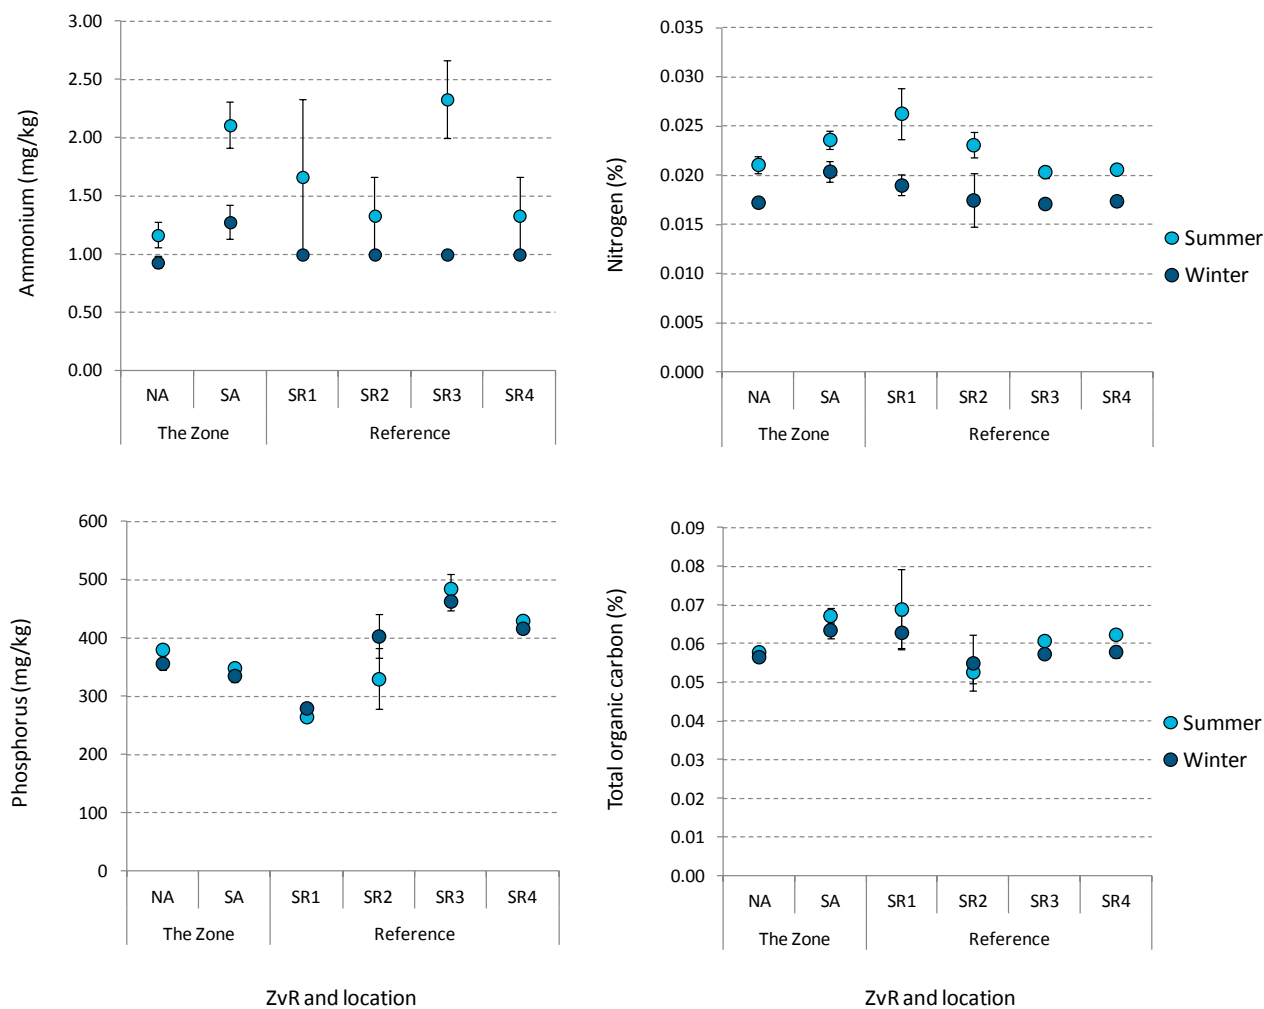 Ammonium (mg/kg)
3.00
2.50
2.00
1.50
1.00
0.50
0.00
NA SA SR1 SR2 SR3 SR4
The Zone Reference
Nitrogen (%)
0.035
0.030
0.025
0.020
0.015
0.010
0.005
0.000
NA SA SR1 SR2 SR3 SR4
The Zone Reference
Summer
Winter
Phosphorus (mg/kg)
600
500
400
300
200
100
0
NA SA SR1 SR2 SR3 SR4
The Zone Reference
ZvR and location
Total organic carbon (%)
0.09
0.08
0.07
0.06
0.05
0.04
0.03
0.02
0.01
0.00
NA SA SR1 SR2 SR3 SR4
The Zone Reference
ZvR and location
Summer
Winter